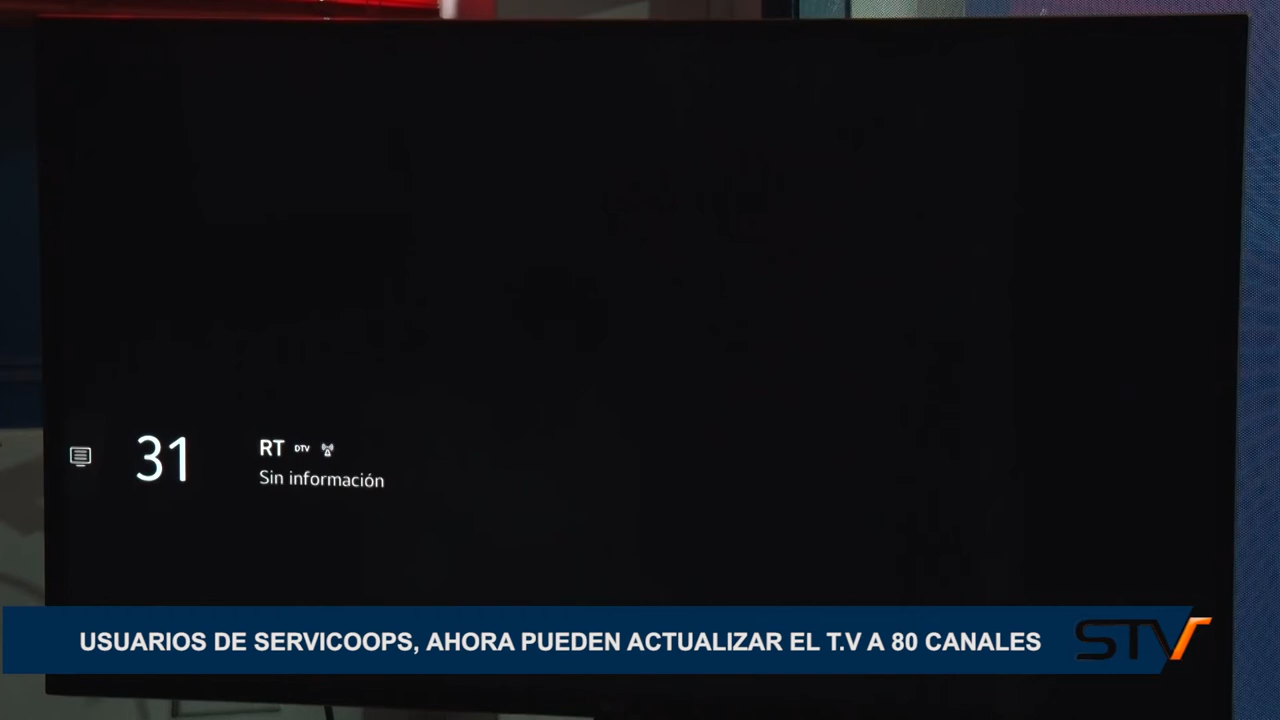 31
RT DTV
Sin información
USUARIOS DE SERVICOOPS, AHORA PUEDEN ACTUALIZAR EL T.V A 80 CANALES
STV